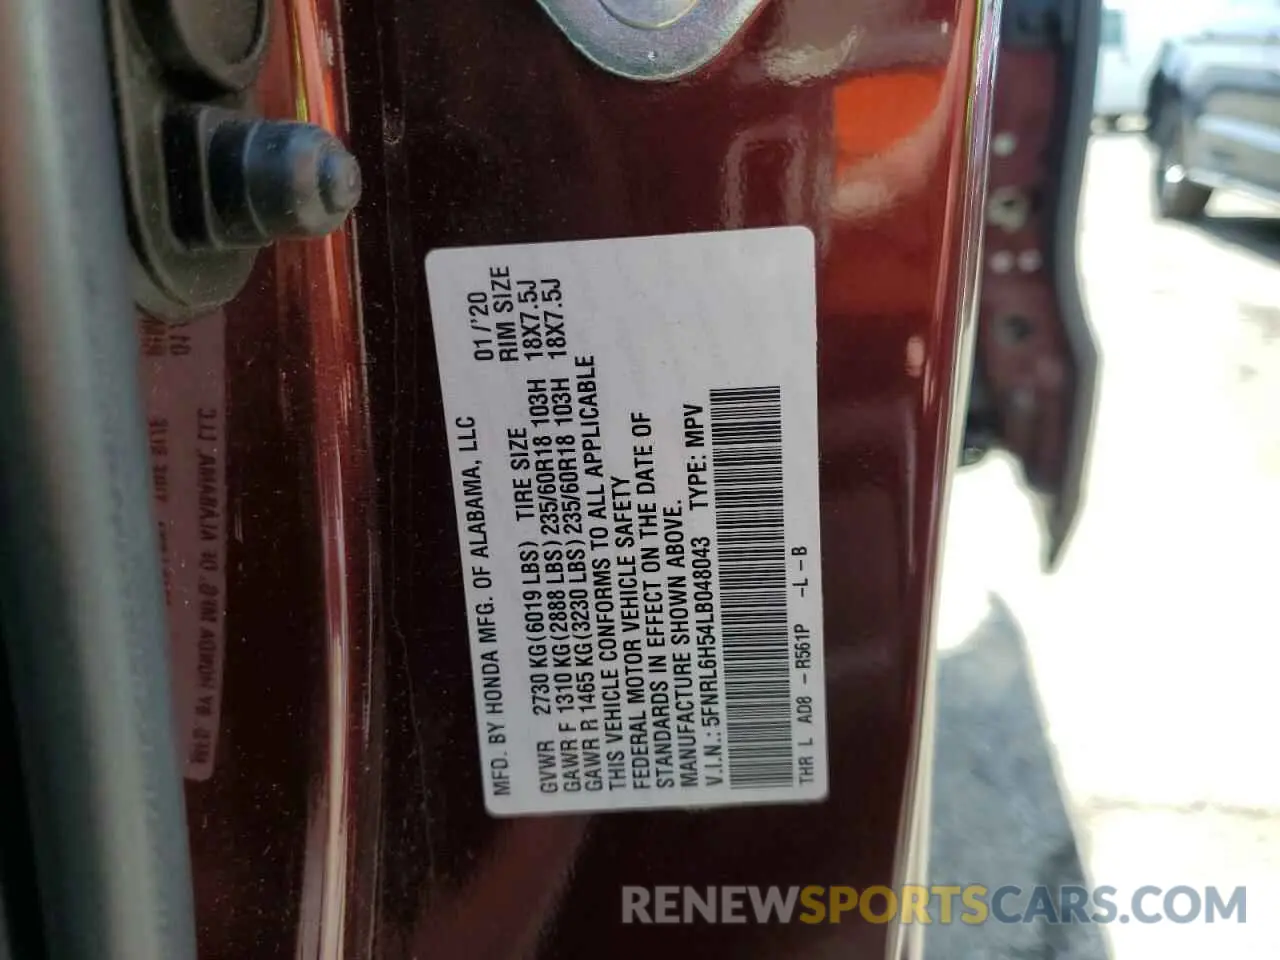 MFD. BY HONDA MFG. OF ALABAMA, LLC 01/'20
GVWR 2730 KG(6019 LBS) TIRE SIZE RIM SIZE
GAWR F 1310 KG(2888 LBS) 235/60R18 103H 18X7.5J
GAWR R 1465 KG(3230 LBS) 235/60R18 103H 18X7.5J
THIS VEHICLE CONFORMS TO ALL APPLICABLE
FEDERAL MOTOR VEHICLE SAFETY
STANDARDS IN EFFECT ON THE DATE OF
MANUFACTURE SHOWN ABOVE.
V.I.N.: 5FNRL6H54LB048043 TYPE: MPV
THR L AD8 - R561P -L-B
RENEWSPORTSCARS.COM